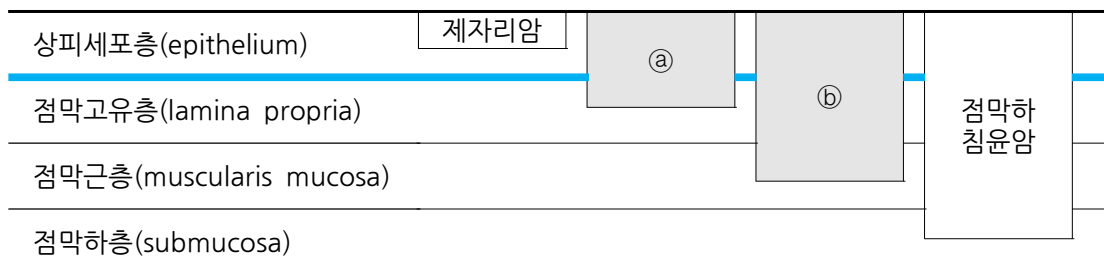 상피세포층(epithelium)
제자리암
ⓐ
점막고유층(lamina propria)
ⓑ
점막하
침윤암
점막근층(muscularis mucosa)
점막하층(submucosa)